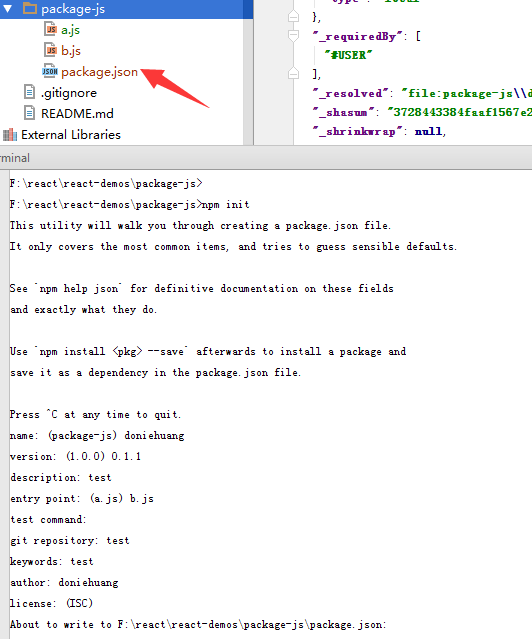 package-js
a.js
b.js
package.json
.gitignore
README.md
External Libraries
},
"_requiredBy": [
"#USER"
],
"_resolved": "file:package-js\\d
"_shasum": "3728443384faaf1567e2
"_shrinkwrap": null,
rminal
F:\react\react-demos\package-js>
F:\react\react-demos\package-js>npm init
This utility will walk you through creating a package.json file.
It only covers the most common items, and tries to guess sensible defaults.
See `npm help json` for definitive documentation on these fields
and exactly what they do.
Use `npm install <pkg> --save` afterwards to install a package and
save it as a dependency in the package.json file.
Press ^C at any time to quit.
name: (package-js) doniehuang
version: (1.0.0) 0.1.1
description: test
entry point: (a.js) b.js
test command:
git repository: test
keywords: test
author: doniehuang
license: (ISC)
About to write to F:\react\react-demos\package-js\package.json: